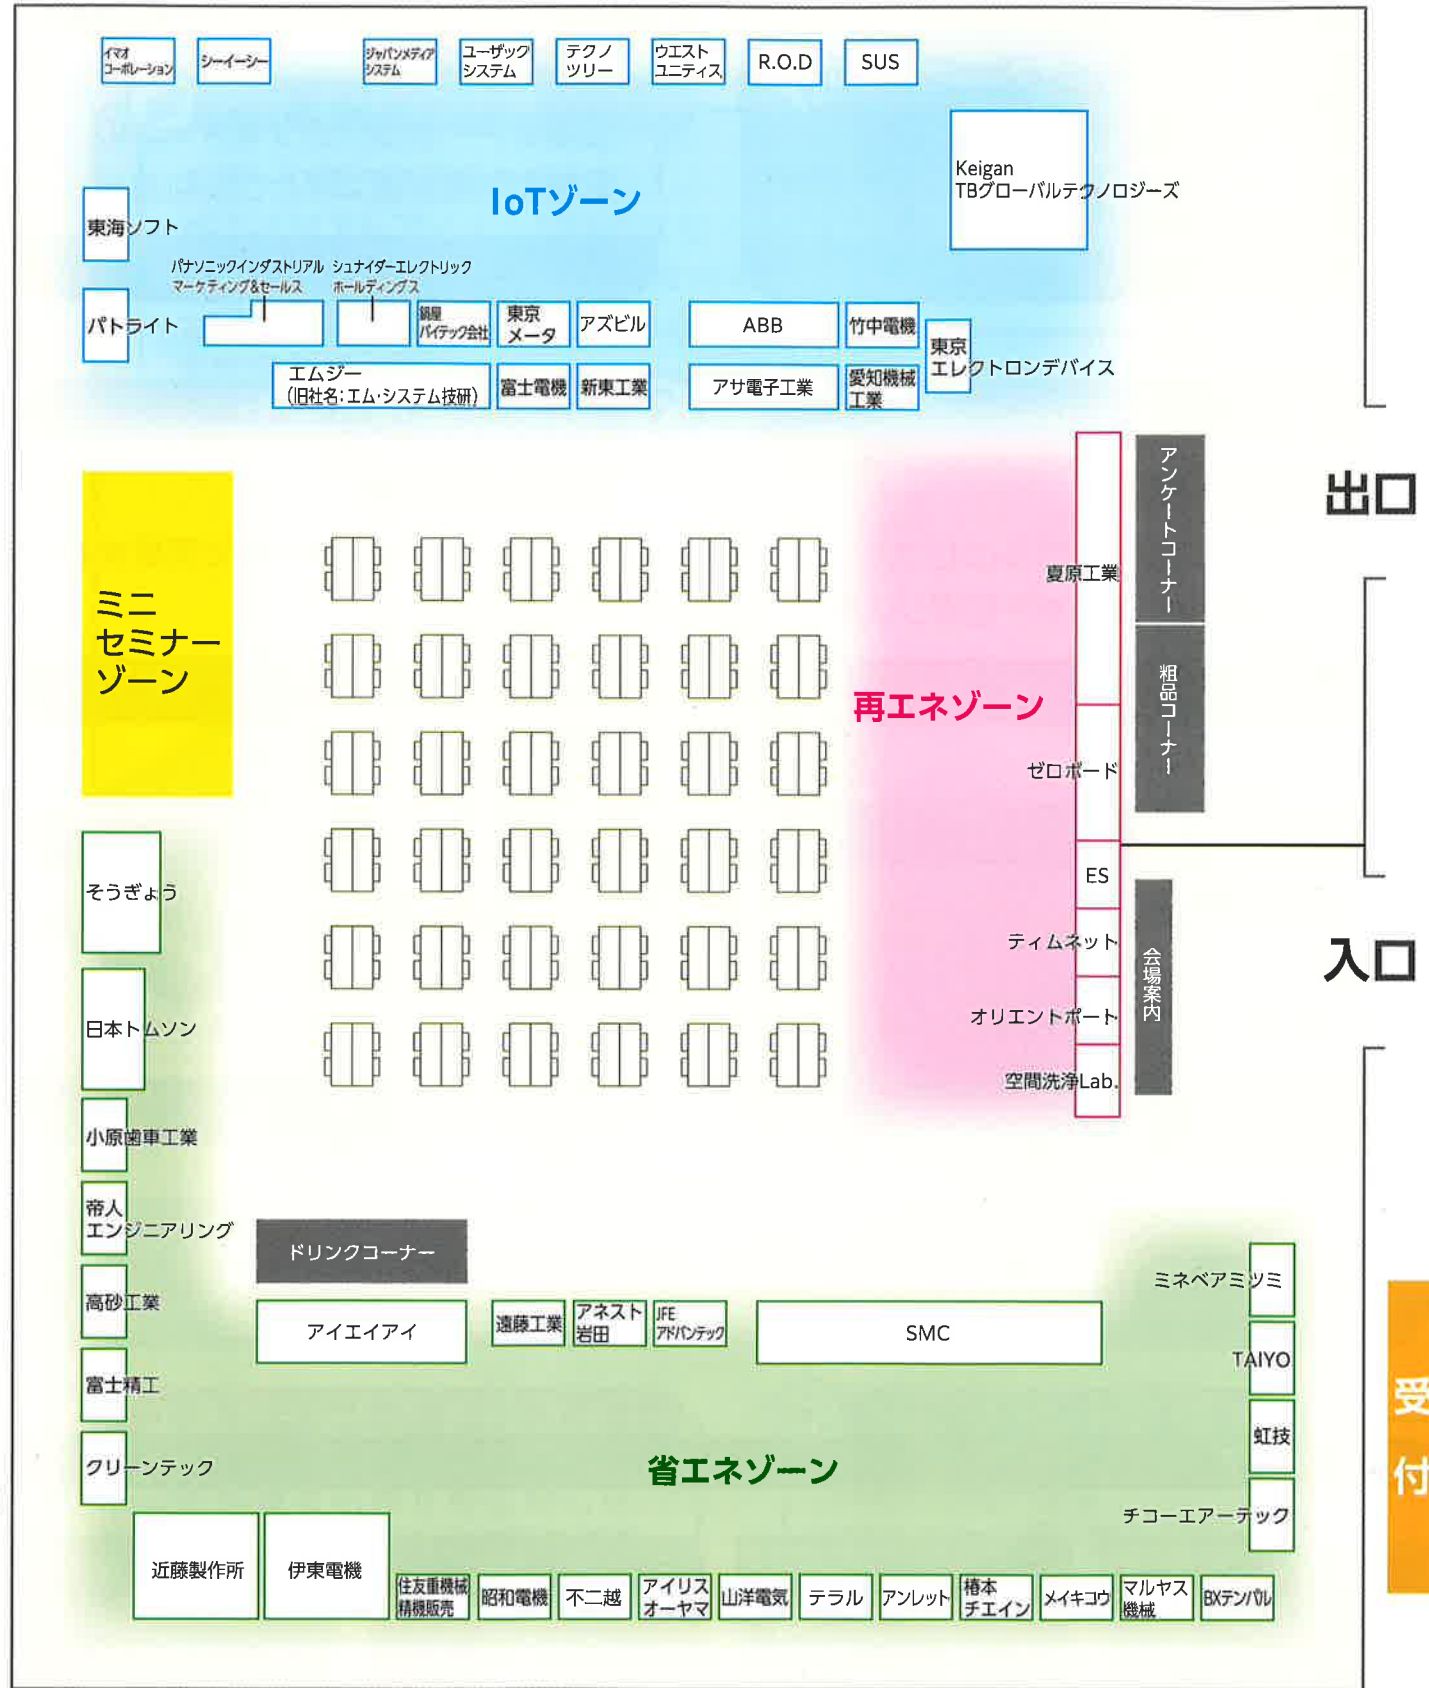 イマオ
コーポレーション
シーイーシー
ジャパンメディア
システム
ユーザック
システム
テクノ
ツリー
ウエスト
ユニティス
R.O.D
SUS
Keigan
TBグローバルテクノロジーズ
IoTゾーン
東海ソフト
パナソニックインダストリアル
マーケティング&セールス
シュナイダーエレクトリック
ホールディングス
パトライト
鍋屋
バイテック会社
東京
メータ
アズビル
ABB
竹中電機
東京
エレクトロンデバイス
エムジー
(旧社名:エム・システム技研)
富士電機
新東工業
アサ電子工業
愛知機械
工業
アンケートコーナー
出口
夏原工業
ミニ
セミナー
ゾーン
再エネゾーン
粗品コーナー
ゼロボード
ES
そうぎょう
ティムネット
会場案内
入口
オリエントポート
日本トムソン
空間洗浄Lab.
小原歯車工業
帝人
エンジニアリング
ドリンクコーナー
ミネベアミツミ
高砂工業
アイエイアイ
遠藤工業
アネスト
岩田
JFE
アドバンテック
SMC
TAIYO
富士精工
受
付
虹技
クリーンテック
省エネゾーン
チコーエアーテック
近藤製作所
伊東電機
住友重機械
精機販売
昭和電機
不二越
アイリス
オーヤマ
山洋電気
テラル
アンレット
椿本
チエイン
メイキコウ
マルヤス
機械
BXテンパル